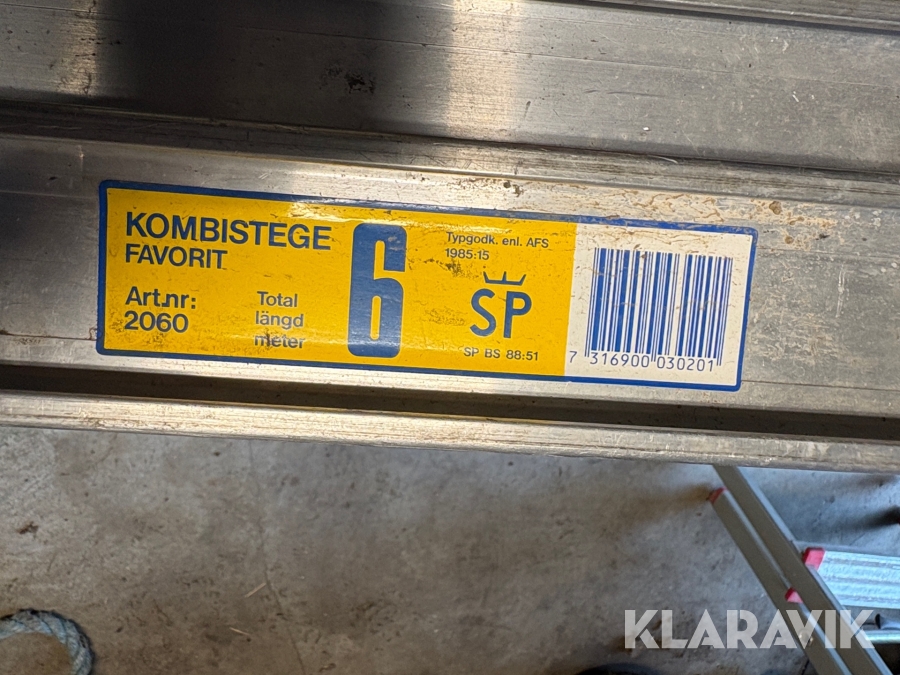 KOMBISTEGE
FAVORIT
Art.nr:
2060
Total
längd
meter
6
Typgodk. enl. AFS
1985:15
SP
SP BS 88:51
7 316900 030201
KLARAVIK